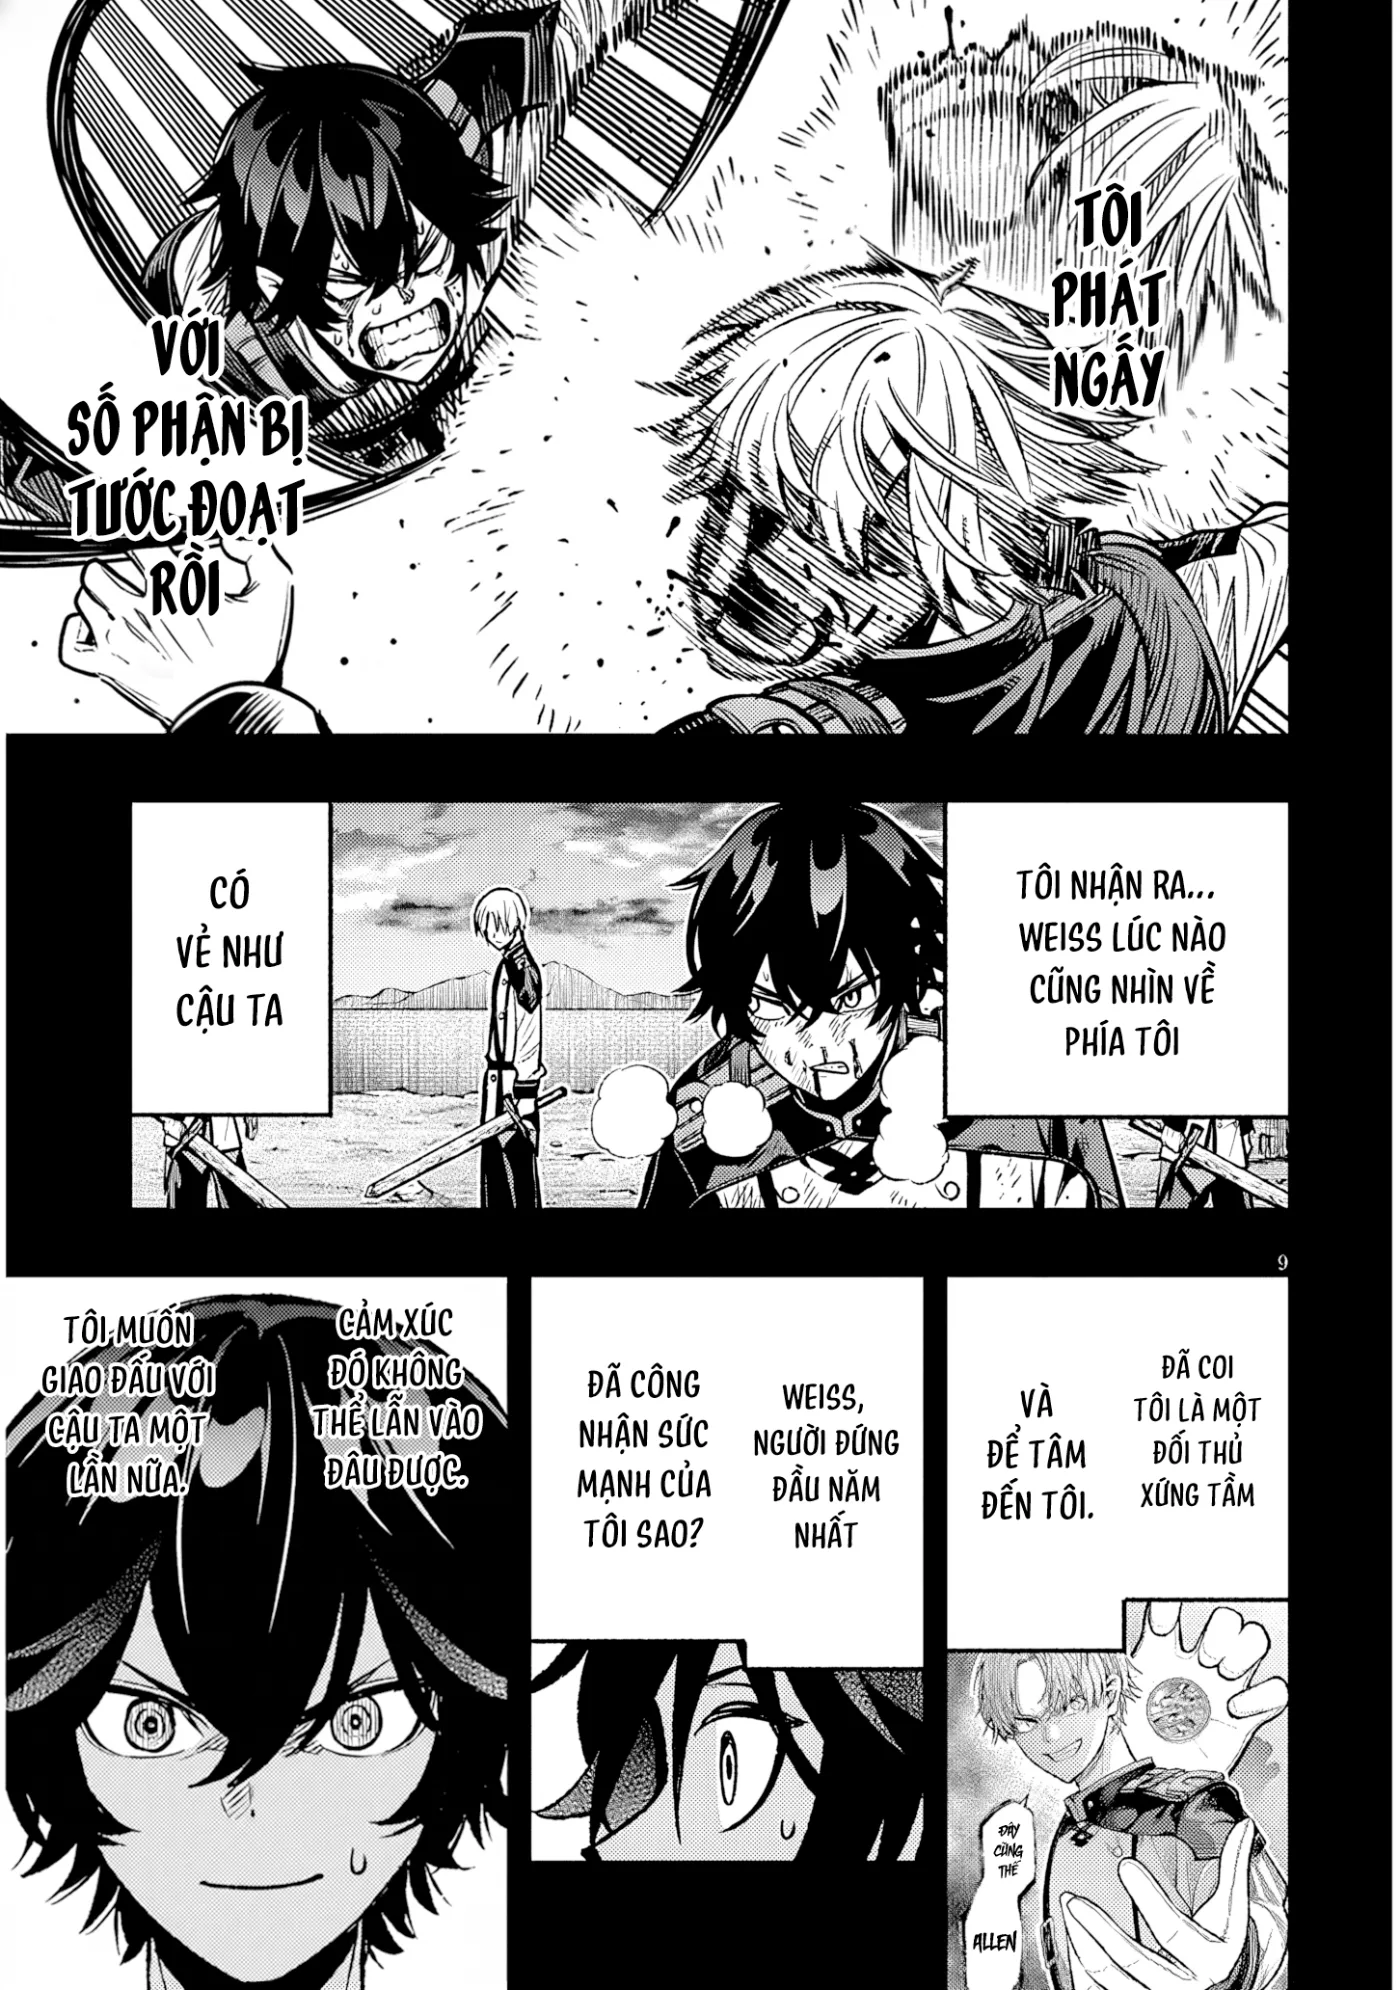 TÔI
PHÁT
NGẤY
VỚI
SỐ PHẬN BỊ
TƯỚC ĐOẠT
RỒI
TÔI NHẬN RA...
WEISS LÚC NÀO
CŨNG NHÌN VỀ
PHÍA TÔI
CÓ
VẺ NHƯ
CẬU TA
9
ĐÃ COI
TÔI LÀ MỘT
ĐỐI THỦ
XỨNG TẦM
VÀ
ĐỂ TÂM
ĐẾN TÔI.
ĐÂY
CŨNG
THẾ
ALLEN
WEISS,
NGƯỜI ĐỨNG
ĐẦU NĂM
NHẤT
ĐÃ CÔNG
NHẬN SỨC
MẠNH CỦA
TÔI SAO?
CẢM XÚC
ĐÓ KHÔNG
THỂ LẪN VÀO
ĐÂU ĐƯỢC.
TÔI MUỐN
GIAO ĐẤU VỚI
CẬU TA MỘT
LẦN NỮA.